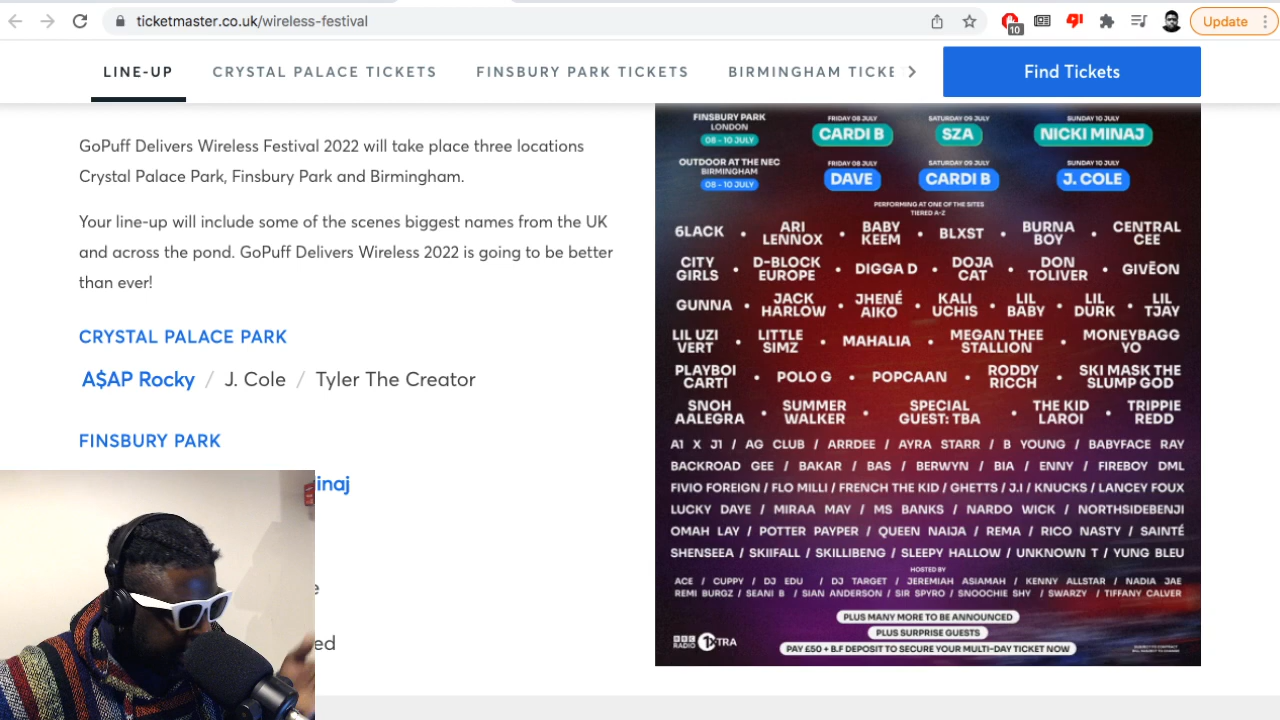 ticketmaster.co.uk/wireless-festival
10
Update
LINE-UP
CRYSTAL PALACE TICKETS
FINSBURY PARK TICKETS
BIRMINGHAM TICKE
Find Tickets
GoPuff Delivers Wireless Festival 2022 will take place three locations
Crystal Palace Park, Finsbury Park and Birmingham.
Your line-up will include some of the scenes biggest names from the UK
and across the pond. GoPuff Delivers Wireless 2022 is going to be better
than ever!
CRYSTAL PALACE PARK
A$AP Rocky / J. Cole / Tyler The Creator
FINSBURY PARK
inaj
e
ed
FINSBURY PARK
LONDON
08 – 10 JULY
FRIDAY 08 JULY
CARDI B
SATURDAY 09 JULY
SZA
SUNDAY 10 JULY
NICKI MINAJ
OUTDOOR AT THE NEC
BIRMINGHAM
08 – 10 JULY
FRIDAY 08 JULY
DAVE
SATURDAY 09 JULY
CARDI B
SUNDAY 10 JULY
J. COLE
PERFORMING AT ONE OF THE SITES
TIERED A-Z
6LACK • ARI LENNOX • BABY KEEM • BLXST • BURNA BOY • CENTRAL CEE
CITY GIRLS • D-BLOCK EUROPE • DIGGA D • DOJA CAT • DON TOLIVER • GIVĒON
GUNNA • JACK HARLOW • JHENÉ AIKO • KALI UCHIS • LIL BABY • LIL DURK • LIL TJAY
LIL UZI VERT • LITTLE SIMZ • MAHALIA • MEGAN THEE STALLION • MONEYBAGG YO
PLAYBOI CARTI • POLO G • POPCAAN • RODDY RICCH • SKI MASK THE SLUMP GOD
SNOH AALEGRA • SUMMER WALKER • SPECIAL GUEST: TBA • THE KID LAROI • TRIPPIE REDD
A1 X J1 / AG CLUB / ARRDEE / AYRA STARR / B YOUNG / BABYFACE RAY
BACKROAD GEE / BAKAR / BAS / BERWYN / BIA / ENNY / FIREBOY DML
FIVIO FOREIGN / FLO MILLI / FRENCH THE KID / GHETTS / J.I / KNUCKS / LANCEY FOUX
LUCKY DAYE / MIRAA MAY / MS BANKS / NARDO WICK / NORTHSIDEBENJI
OMAH LAY / POTTER PAYPER / QUEEN NAIJA / REMA / RICO NASTY / SAINTÉ
SHENSEEA / SKIIFALL / SKILLIBENG / SLEEPY HALLOW / UNKNOWN T / YUNG BLEU
HOSTED BY
ACE / CUPPY / DJ EDU / DJ TARGET / JEREMIAH ASIAMAH / KENNY ALLSTAR / NADIA JAE
REMI BURGZ / SEANI B / SIAN ANDERSON / SIR SPYRO / SNOOCHIE SHY / SWARZY / TIFFANY CALVER
PLUS MANY MORE TO BE ANNOUNCED
PLUS SURPRISE GUESTS
PAY £50 + B.F DEPOSIT TO SECURE YOUR MULTI-DAY TICKET NOW
BBC
RADIO 1XTRA